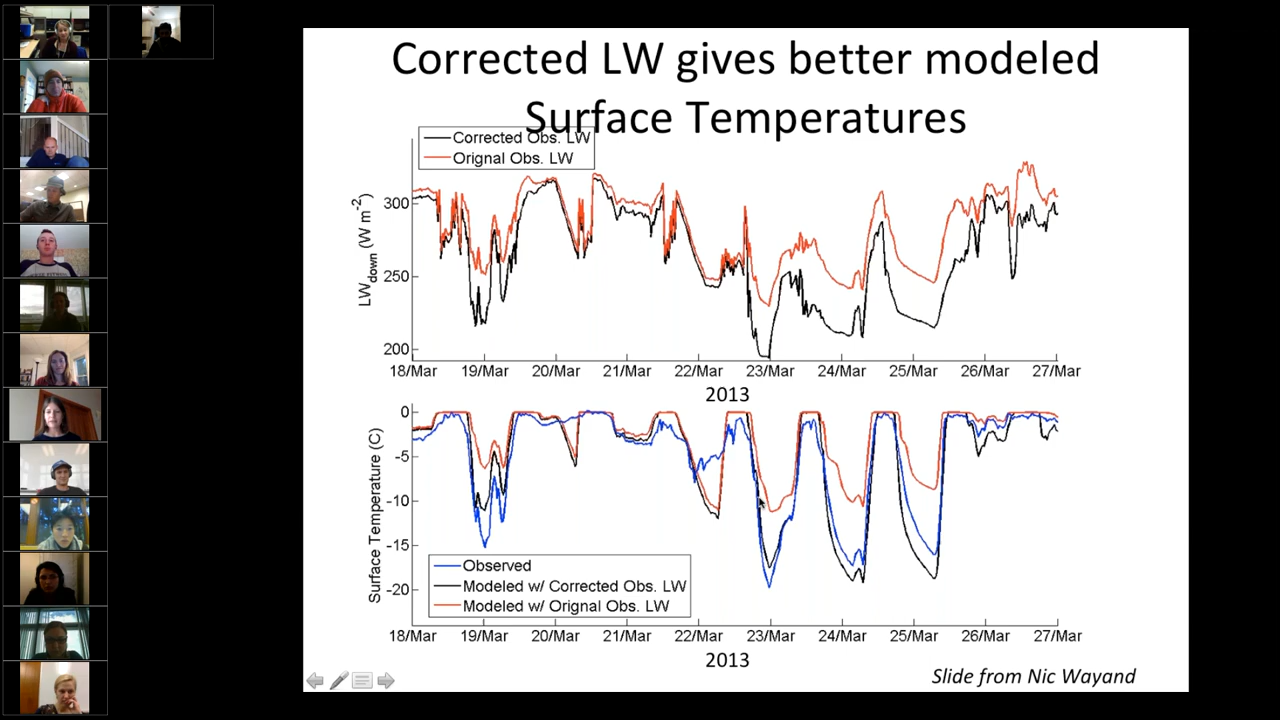 Corrected LW gives better modeled
Surface Temperatures
Corrected Obs. LW
Orignal Obs. LW
LWdown (W m-2)
300
250
200
18/Mar 19/Mar 20/Mar 21/Mar 22/Mar 23/Mar 24/Mar 25/Mar 26/Mar 27/Mar
2013
Surface Temperature (C)
0
-5
-10
-15
-20
Observed
Modeled w/ Corrected Obs. LW
Modeled w/ Orignal Obs. LW
18/Mar 19/Mar 20/Mar 21/Mar 22/Mar 23/Mar 24/Mar 25/Mar 26/Mar 27/Mar
2013
Slide from Nic Wayand